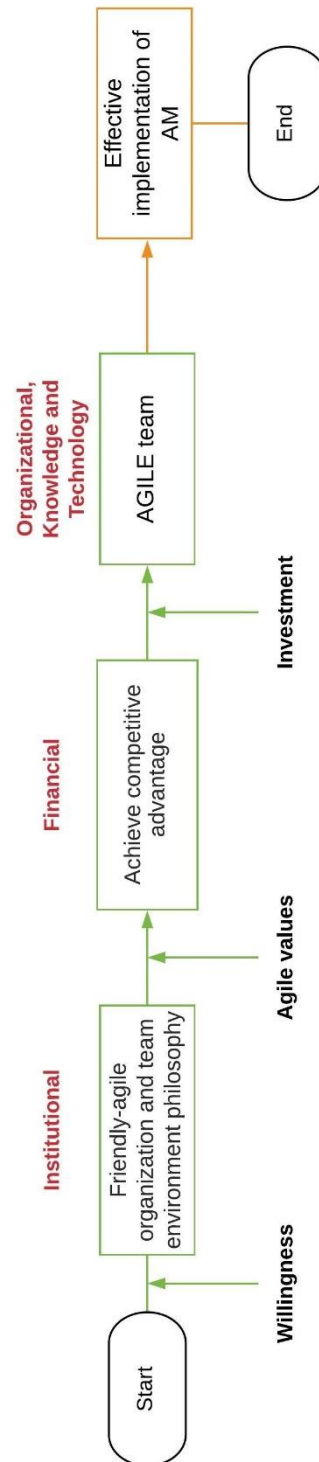 Start
Willingness
Institutional
Friendly-agile
organization and team
environment philosophy
Agile values
Financial
Achieve competitive
advantage
Investment
Organizational,
Knowledge and
Technology
AGILE team
Effective
implementation of
AM
End